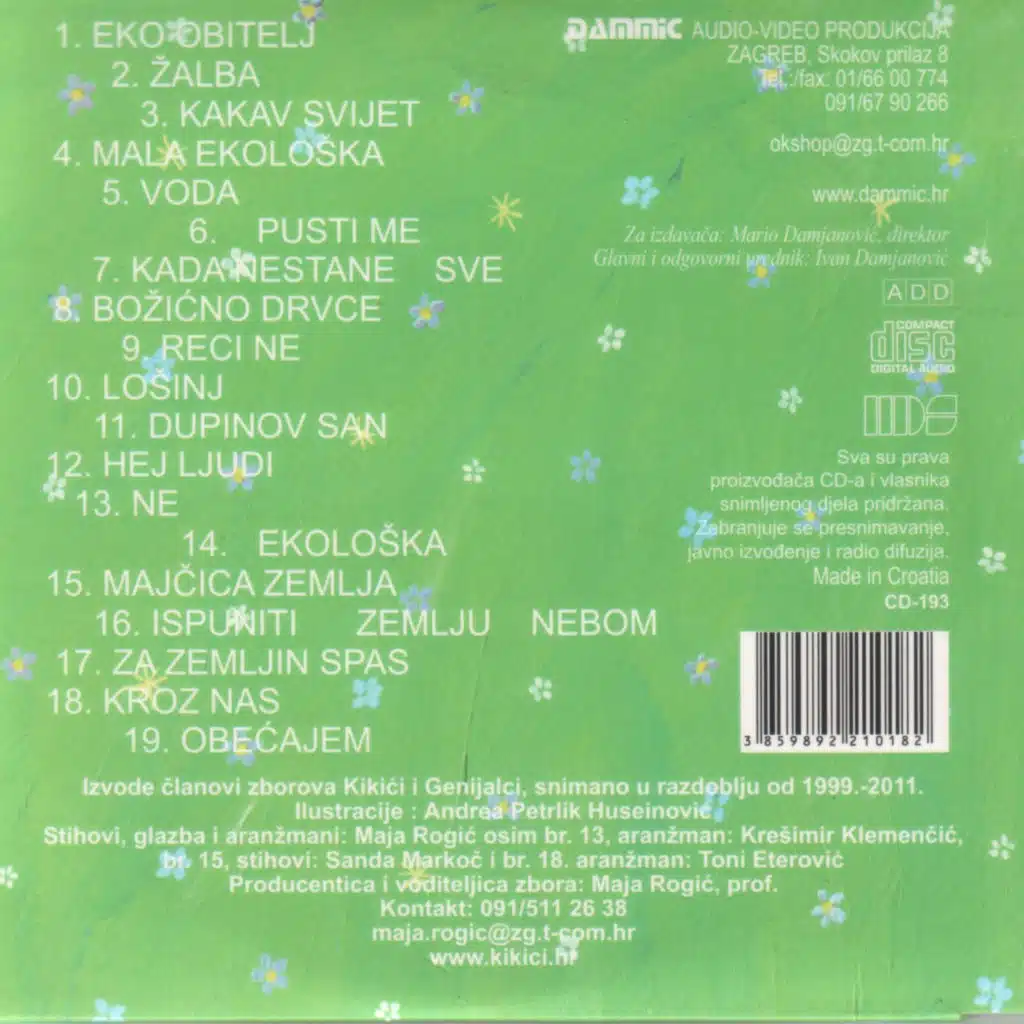 1. EKO OBITELJ
2. ŽALBA
3. KAKAV SVIJET
4. MALA EKOLOŠKA
5. VODA
6. PUSTI ME
7. KADA NESTANE SVE
8. BOŽIĆNO DRVCE
9. RECI NE
10. LOŠINJ
11. DUPINOV SAN
12. HEJ LJUDI
13. NE
14. EKOLOŠKA
15. MAJČICA ZEMLJA
16. ISPUNITI ZEMLJU NEBOM
17. ZA ZEMLJIN SPAS
18. KROZ NAS
19. OBEĆAJEM
DAMMIC AUDIO-VIDEO PRODUKCIJA
ZAGREB, Skokov prilaz 8
Tel.:/fax: 01/66 00 774
091/67 90 266
okshop@zg.t-com.hr
www.dammic.hr
Za izdavača: Mario Damjanović, direktor
Glavni i odgovorni urednik: Ivan Damjanović
ADD
COMPACT
disc
DIGITAL AUDIO
MDS
Sva su prava
proizvođača CD-a i vlasnika
snimljenog djela pridržana.
Zabranjuje se presnimavanje,
javno izvođenje i radio difuzija.
Made in Croatia
CD-193
3 859892 210182
Izvode članovi zborova Kikići i Genijalci, snimano u razdoblju od 1999.-2011.
Ilustracije : Andrea Petrlik Huseinović
Stihovi, glazba i aranžmani: Maja Rogić osim br. 13, aranžman: Krešimir Klemenčić,
br. 15, stihovi: Sanda Markoč i br. 18. aranžman: Toni Eterović
Producentica i voditeljica zbora: Maja Rogić, prof.
Kontakt: 091/511 26 38
maja.rogic@zg.t-com.hr
www.kikici.hr